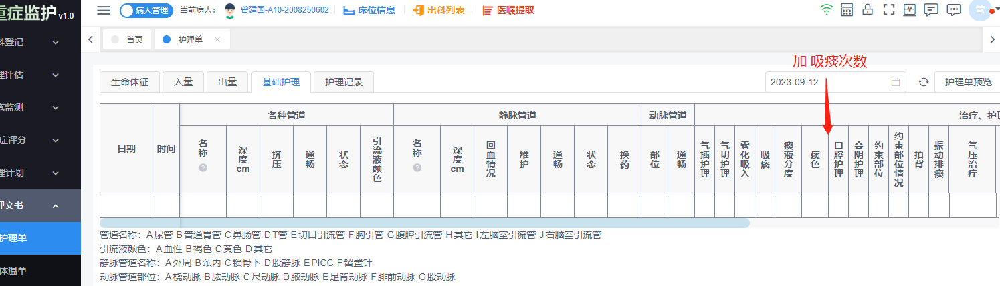 重症监护 v1.0
病人管理 当前病人： 曾建国-A10-2008250602 床位信息 出科列表 医嘱提取 管
科登记
首页 护理单
理评估
加 吸痰次数
生命体征 入量 出量 基础护理 护理记录 2023-09-12 护理单预览
监测
症评分
理计划
理文书
护理单
体温单
日期 时间 各种管道 静脉管道 动脉管道 治疗、护理
名称 深度cm 挤压 通畅 状态 引流液颜色 名称 深度cm 回血情况 维护 通畅 状态 换药 部位 通畅 气插护理 气切护理 雾化吸入 吸痰 痰液分度 痰色 口腔护理 会阴护理 约束部位 约束部位情况 拍背 振动排痰 气压治疗
管道名称：A尿管 B普通胃管 C鼻肠管 DT管 E切口引流管 F胸引管 G腹腔引流管 H其它 I左脑室引流管 J右脑室引流管
引流液颜色：A血性 B褐色 C黄色 D其它
静脉管道名称：A外周 B颈内 C锁骨下 D股静脉 EPICC F留置针
动脉管道部位：A桡动脉 B肱动脉 C尺动脉 D腋动脉 E足背动脉 F腓前动脉 G股动脉